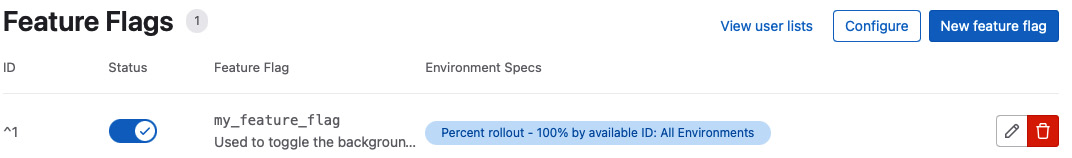 Feature Flags 1
View user lists
Configure
New feature flag
ID Status Feature Flag Environment Specs
^1
my_feature_flag
Used to toggle the backgroun...
Percent rollout - 100% by available ID: All Environments